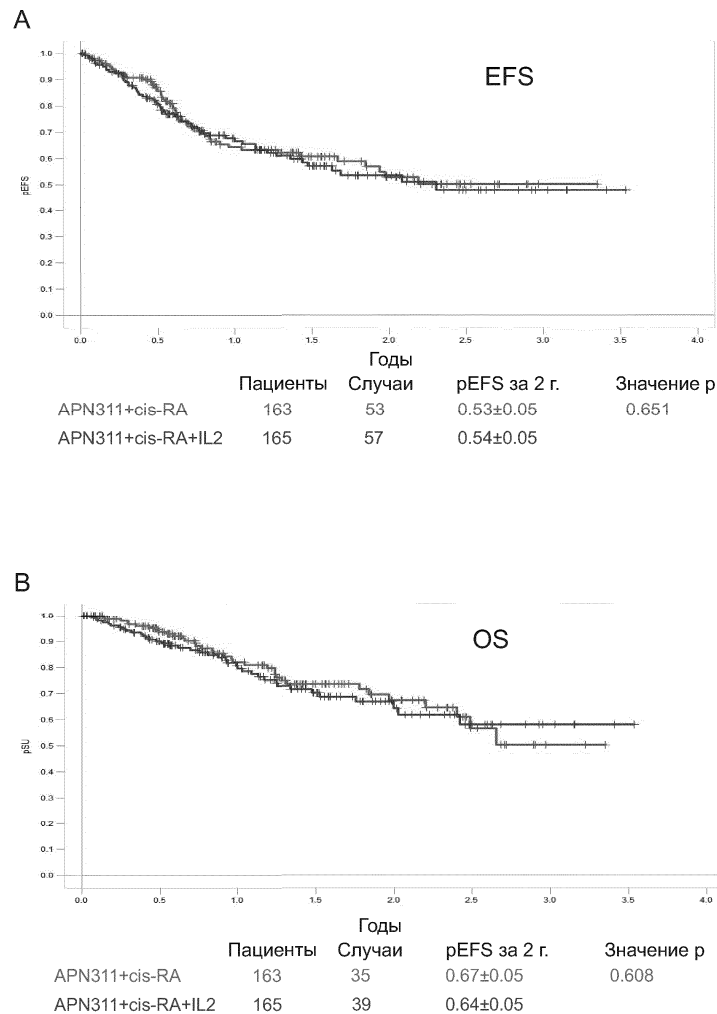 A
EFS
pEFS
1.0
0.9
0.8
0.7
0.6
0.5
0.4
0.3
0.2
0.1
0.0
0.0 0.5 1.0 1.5 2.0 2.5 3.0 3.5 4.0
Годы
Пациенты Случаи pEFS за 2 г. Значение p
APN311+cis-RA 163 53 0.53±0.05 0.651
APN311+cis-RA+IL2 165 57 0.54±0.05
B
OS
pSU
1.0
0.9
0.8
0.7
0.6
0.5
0.4
0.3
0.2
0.1
0.0
0.0 0.5 1.0 1.5 2.0 2.5 3.0 3.5 4.0
Годы
Пациенты Случаи pEFS за 2 г. Значение p
APN311+cis-RA 163 35 0.67±0.05 0.608
APN311+cis-RA+IL2 165 39 0.64±0.05